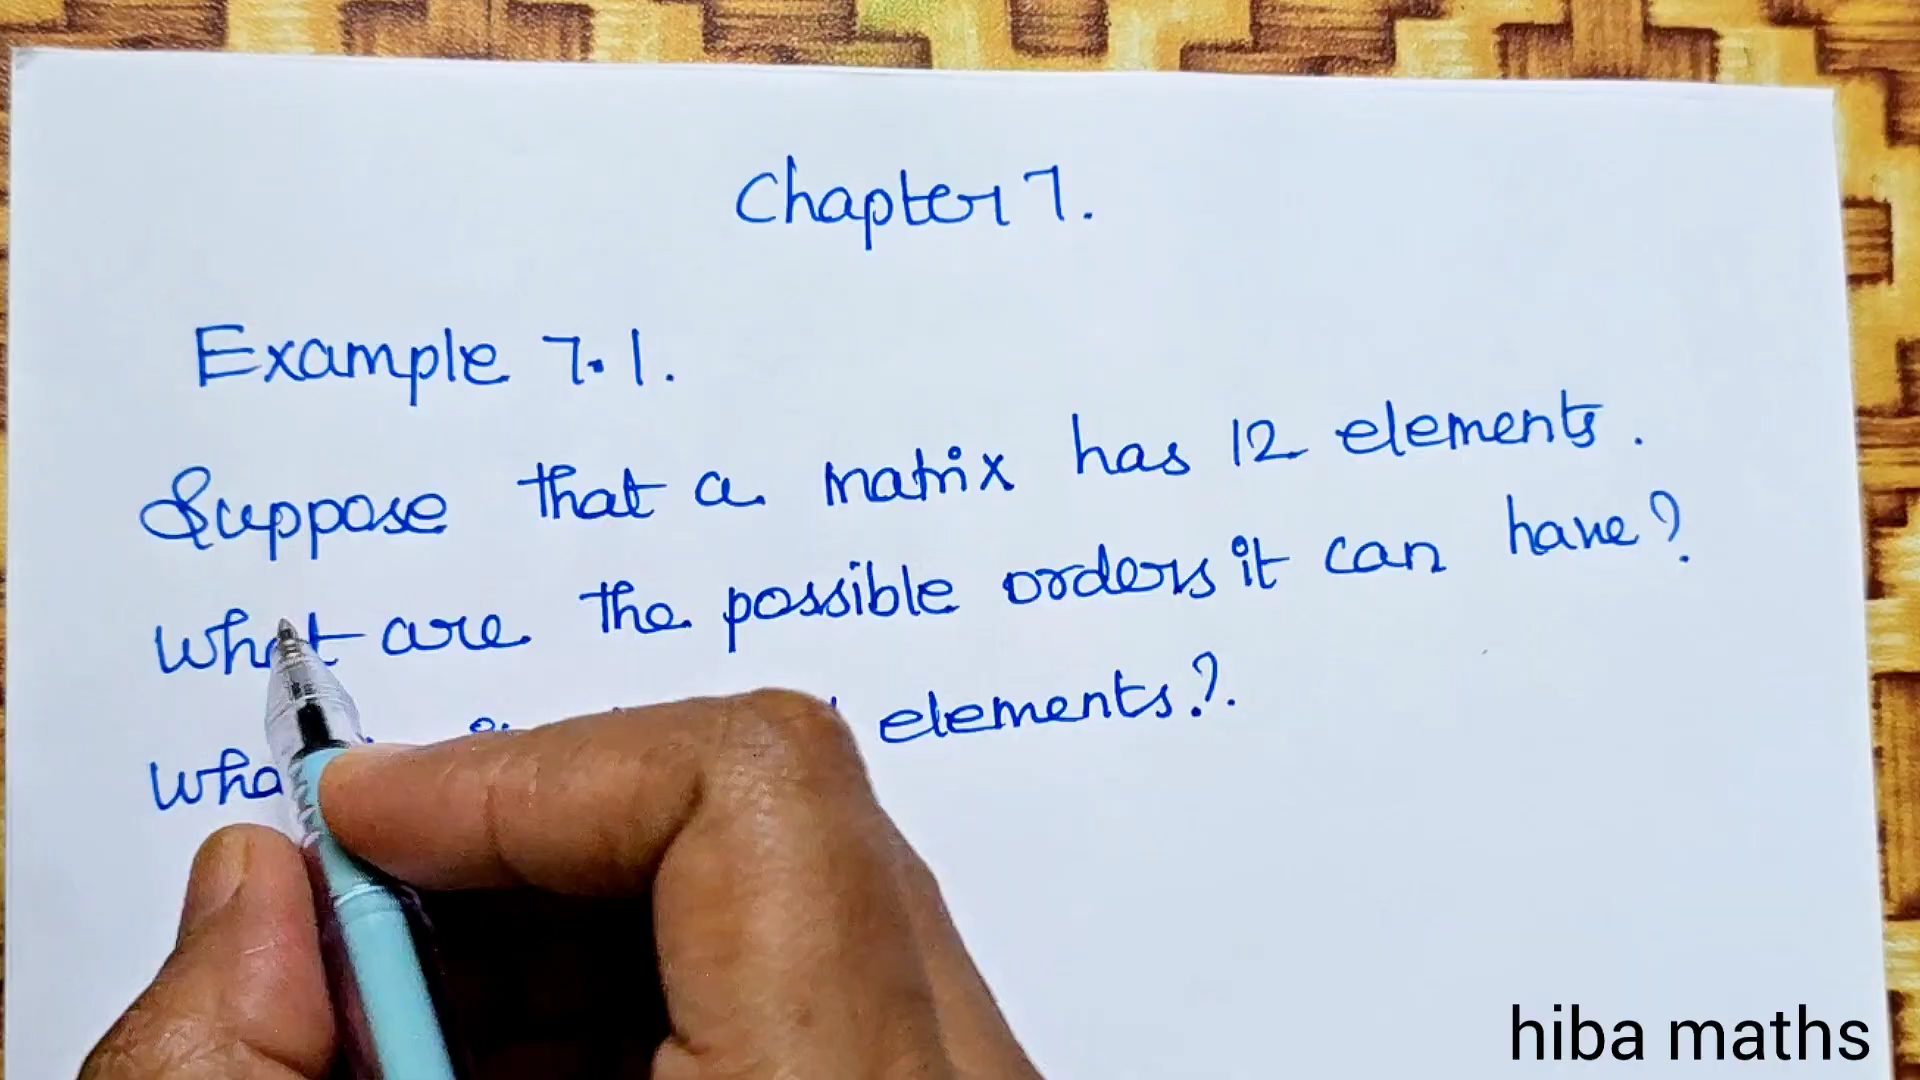 Chapter 7.
Example 7.1.
Suppose that a matrix has 12 elements.
What are the possible orders it can have?
elements?.
hiba maths